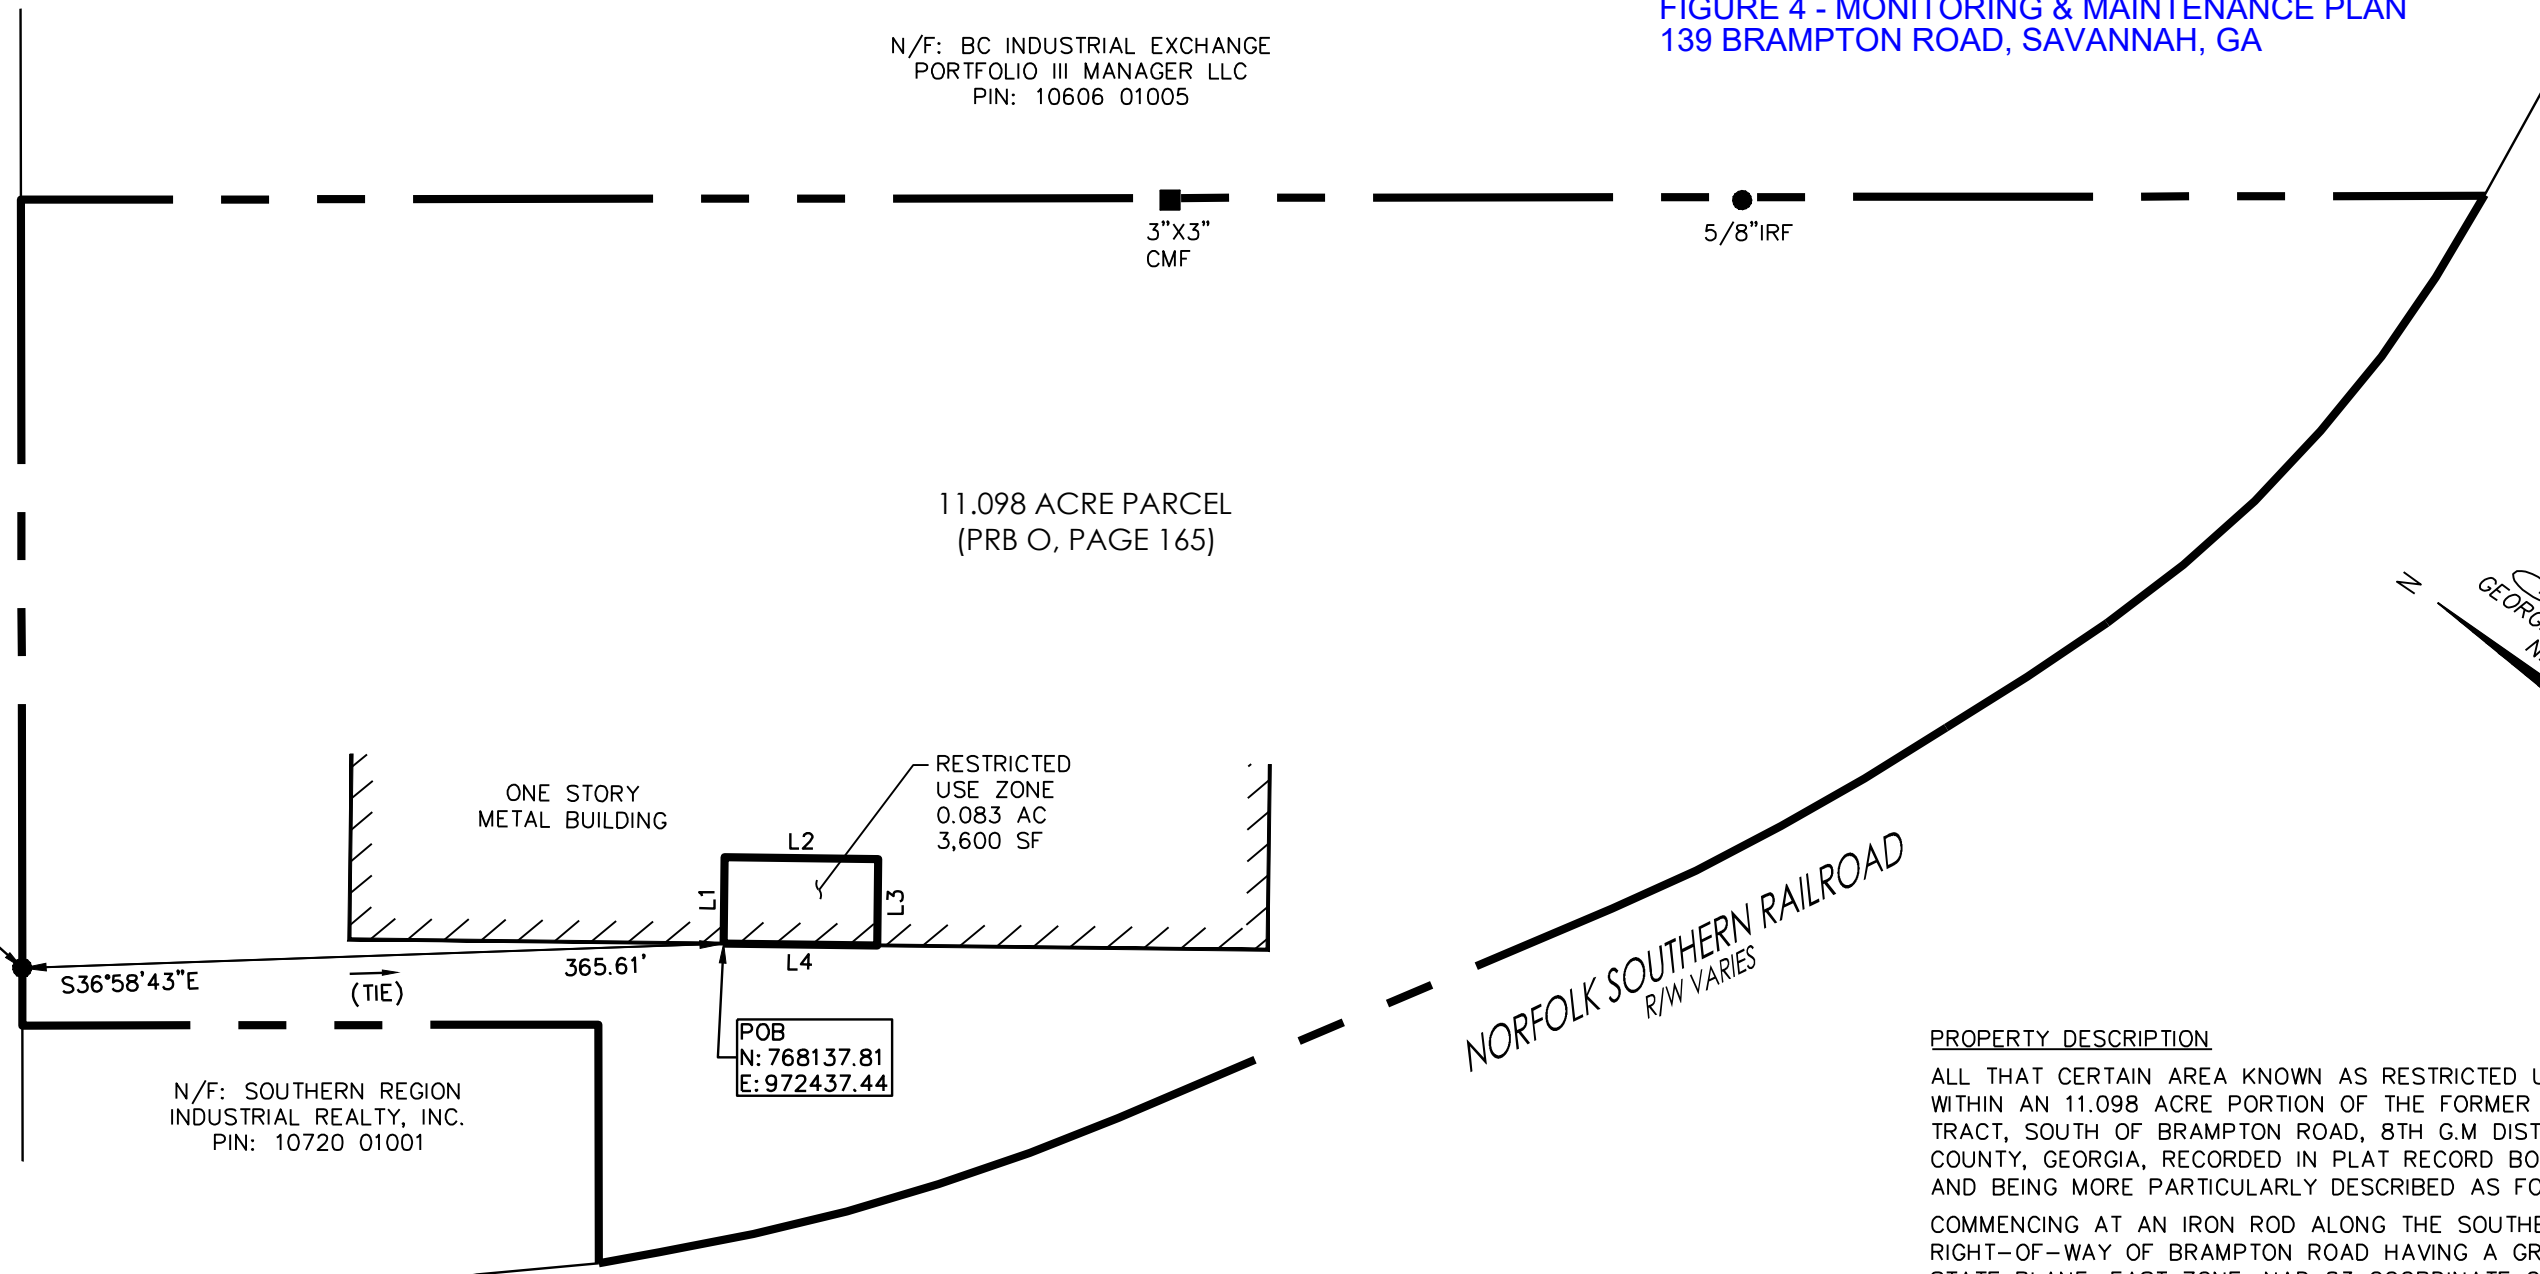 FIGURE 4 - MONITORING & MAINTENANCE PLAN
139 BRAMPTON ROAD, SAVANNAH, GA
N/F: BC INDUSTRIAL EXCHANGE
PORTFOLIO III MANAGER LLC
PIN: 10606 01005
3"X3"
CMF
5/8"IRF
11.098 ACRE PARCEL
(PRB O, PAGE 165)
N
ONE STORY
METAL BUILDING
RESTRICTED
USE ZONE
0.083 AC
3,600 SF
L1
L2
L3
L4
S36°58'43"E
(TIE)
365.61'
POB
N: 768137.81
E: 972437.44
NORFOLK SOUTHERN RAILROAD
R/W VARIES
N/F: SOUTHERN REGION
INDUSTRIAL REALTY, INC.
PIN: 10720 01001
PROPERTY DESCRIPTION
ALL THAT CERTAIN AREA KNOWN AS RESTRICTED
WITHIN AN 11.098 ACRE PORTION OF THE FORMER
TRACT, SOUTH OF BRAMPTON ROAD, 8TH G.M
COUNTY, GEORGIA, RECORDED IN PLAT RECORD
AND BEING MORE PARTICULARLY DESCRIBED AS
COMMENCING AT AN IRON ROD ALONG THE
RIGHT-OF-WAY OF BRAMPTON ROAD HAVING A